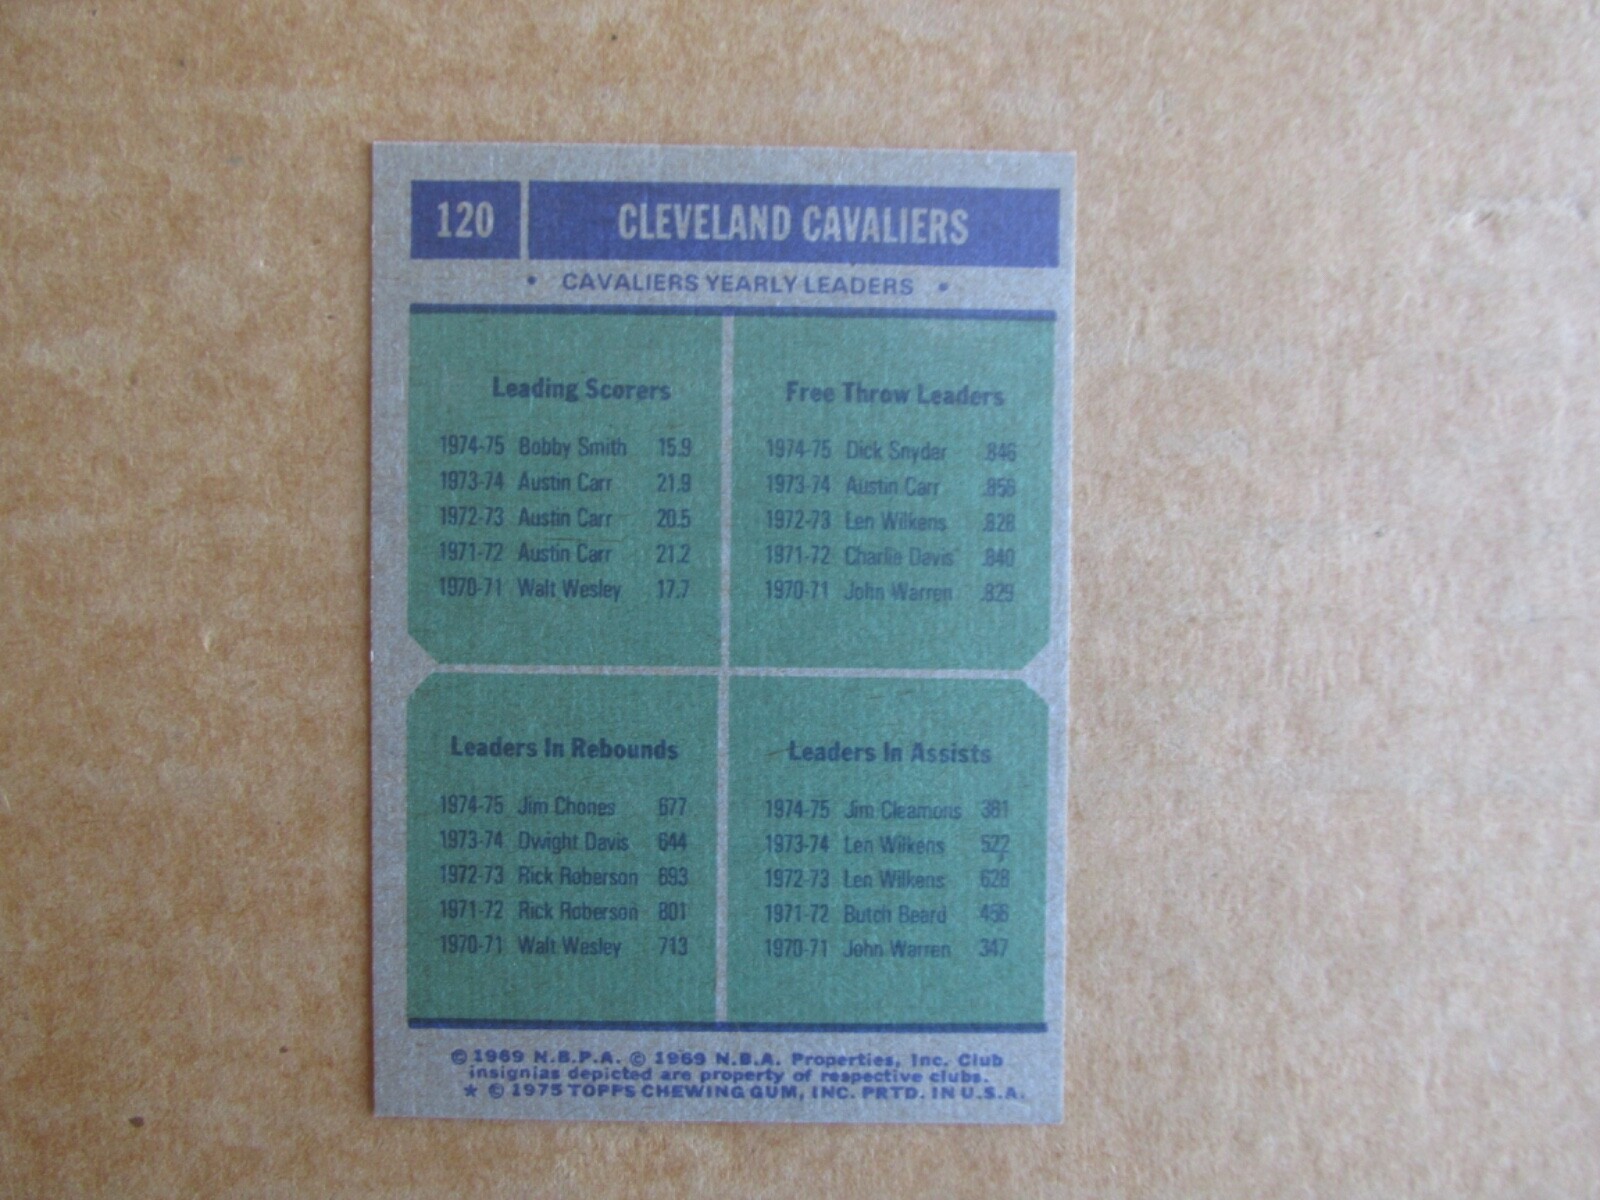 120 CLEVELAND CAVALIERS
• CAVALIERS YEARLY LEADERS •
Leading Scorers
1974-75 Bobby Smith 15.9
1973-74 Austin Carr 21.9
1972-73 Austin Carr 20.5
1971-72 Austin Carr 21.2
1970-71 Walt Wesley 17.7
Free Throw Leaders
1974-75 Dick Snyder .846
1973-74 Austin Carr .856
1972-73 Len Wilkens .828
1971-72 Charlie Davis .840
1970-71 John Warren .829
Leaders In Rebounds
1974-75 Jim Chones 677
1973-74 Dwight Davis 644
1972-73 Rick Roberson 693
1971-72 Rick Roberson 801
1970-71 Walt Wesley 713
Leaders In Assists
1974-75 Jim Cleamons 381
1973-74 Len Wilkens 522
1972-73 Len Wilkens 628
1971-72 Butch Beard 456
1970-71 John Warren 347
© 1969 N.B.P.A. © 1969 N.B.A. Properties, Inc. Club
insignias depicted are property of respective clubs.
★ © 1975 TOPPS CHEWING GUM, INC. PRTD. IN U.S.A.